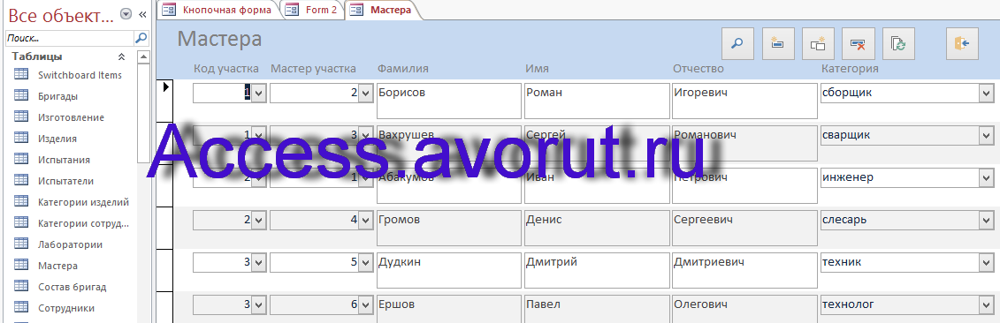 Все объект...
Поиск...
Таблицы
Switchboard Items
Бригады
Изготовление
Изделия
Испытания
Испытатели
Категории изделий
Категории сотруд...
Лаборатории
Мастера
Состав бригад
Сотрудники
Кнопочная форма Form 2 Мастера
Мастера
Код участка Мастер участка Фамилия Имя Отчество Категория
1 2 Борисов Роман Игоревич сборщик
1 3 Вахрушев Сергей Романович сварщик
2 1 Абакумов Иван Петрович инженер
2 4 Громов Денис Сергеевич слесарь
3 5 Дудкин Дмитрий Дмитриевич техник
3 6 Ершов Павел Олегович технолог
Access.avorut.ru